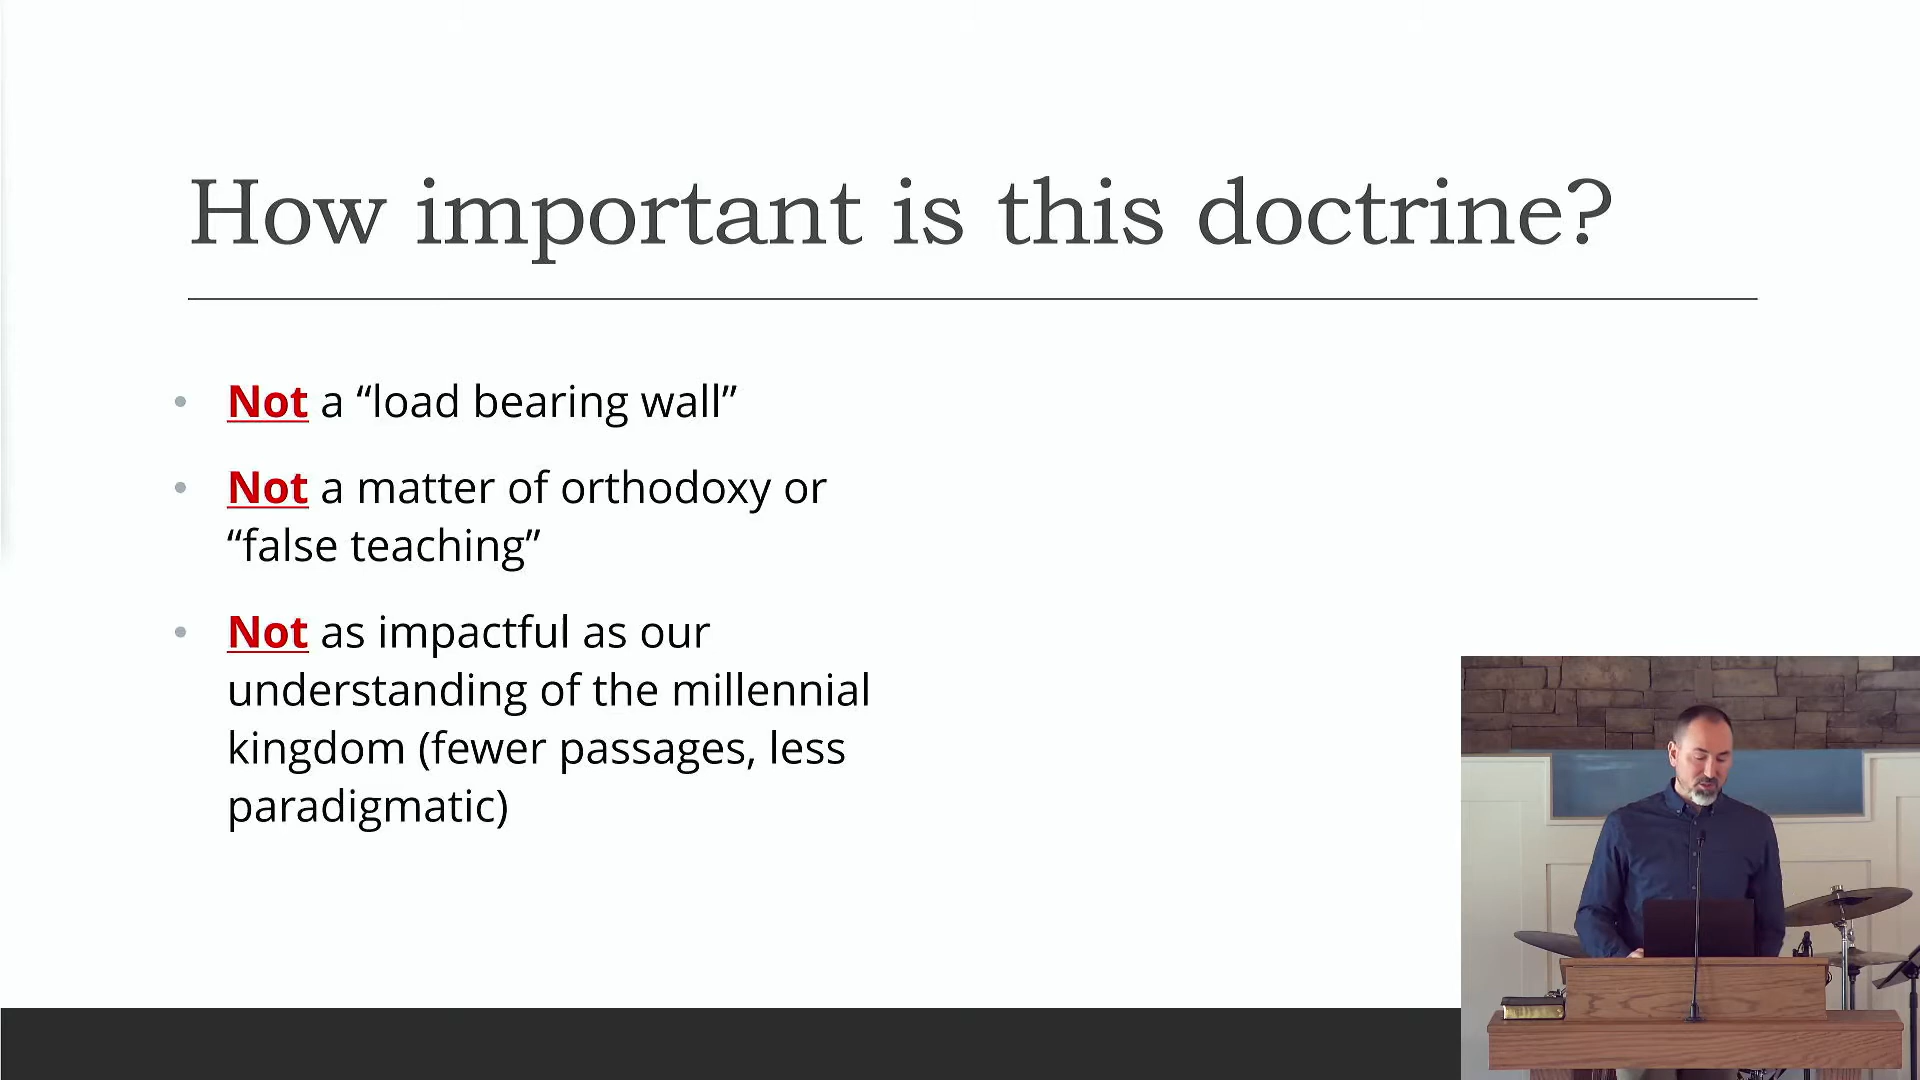 How important is this doctrine?
• Not a “load bearing wall”
• Not a matter of orthodoxy or
“false teaching”
• Not as impactful as our
understanding of the millennial
kingdom (fewer passages, less
paradigmatic)